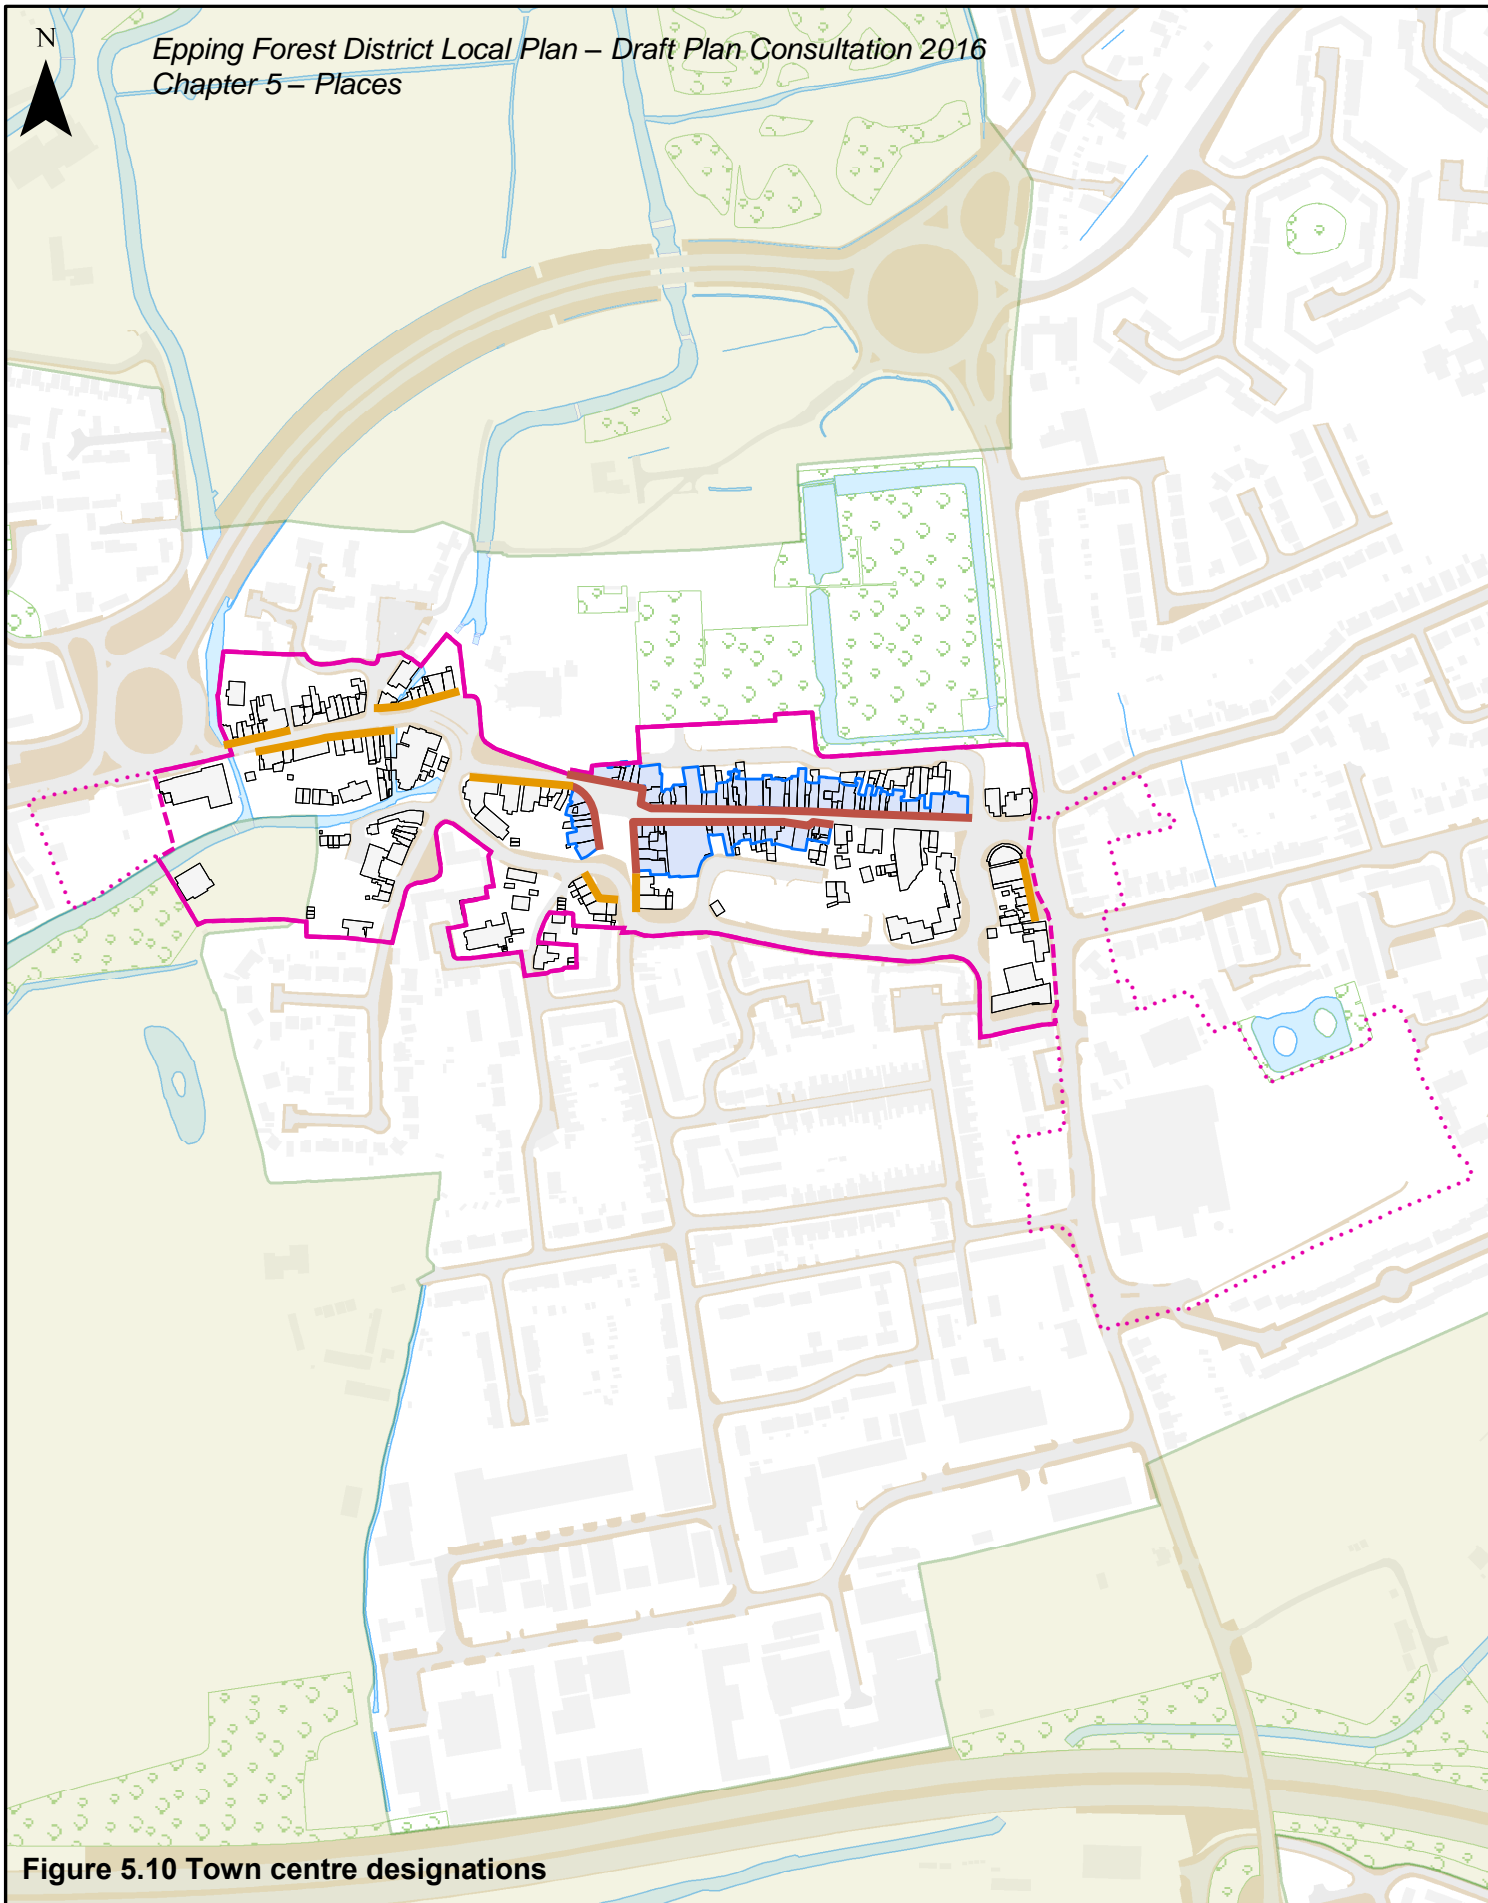 N
Epping Forest District Local Plan – Draft Plan Consultation 2016
Chapter 5 – Places
Figure 5.10 Town centre designations